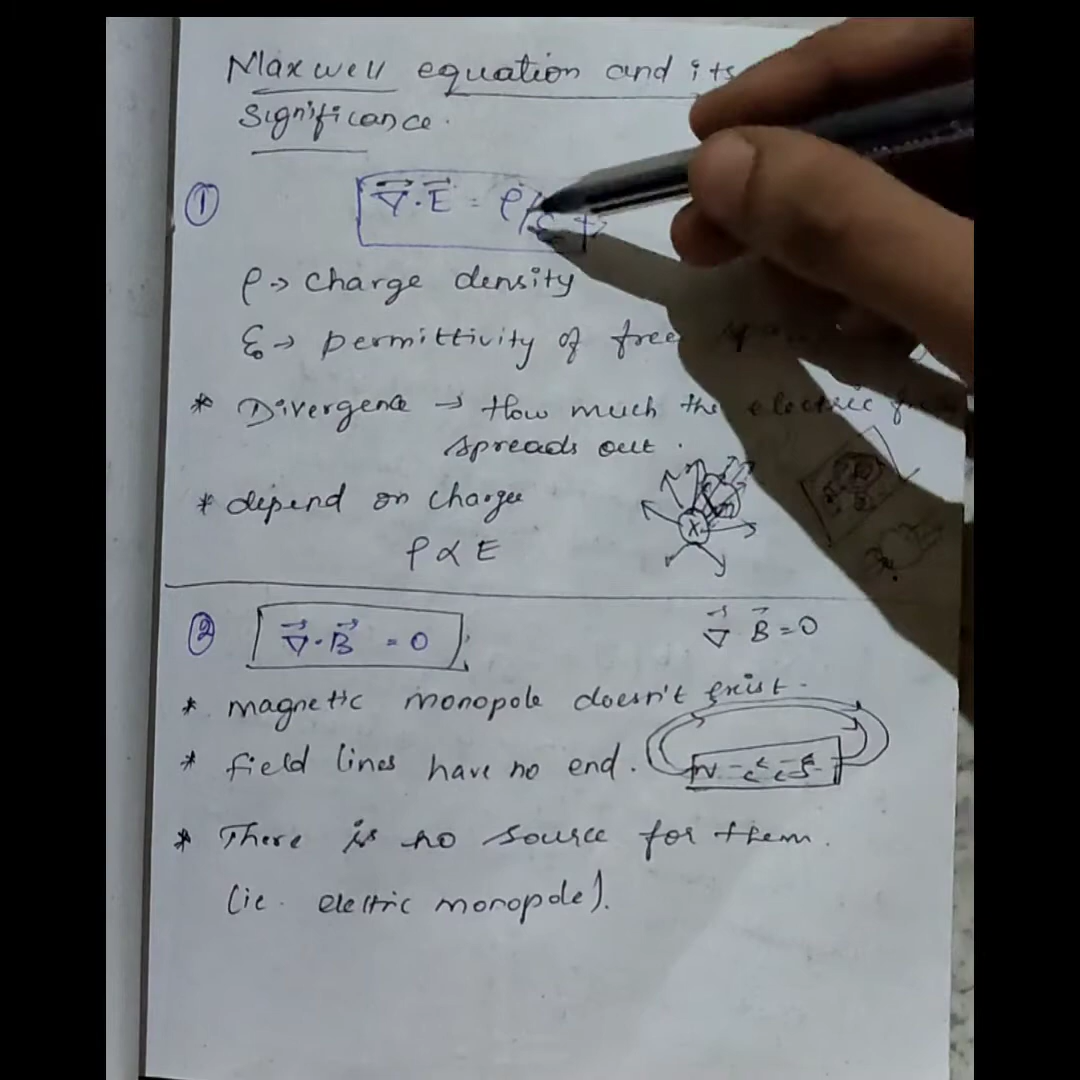 Maxwell equation and its
significance.
① ∇⃗·E⃗ = ρ/ε
ρ → charge density
ε₀ → permittivity of free
* Divergence → How much the electric
spreads out.
* depend on charge
ρ ∝ E
② ∇⃗·B⃗ = 0
∇⃗ B⃗ = 0
* magnetic monopole doesn't exist.
* field lines have no end.
N S
* There is no source for them.
(ie. electric monopole).